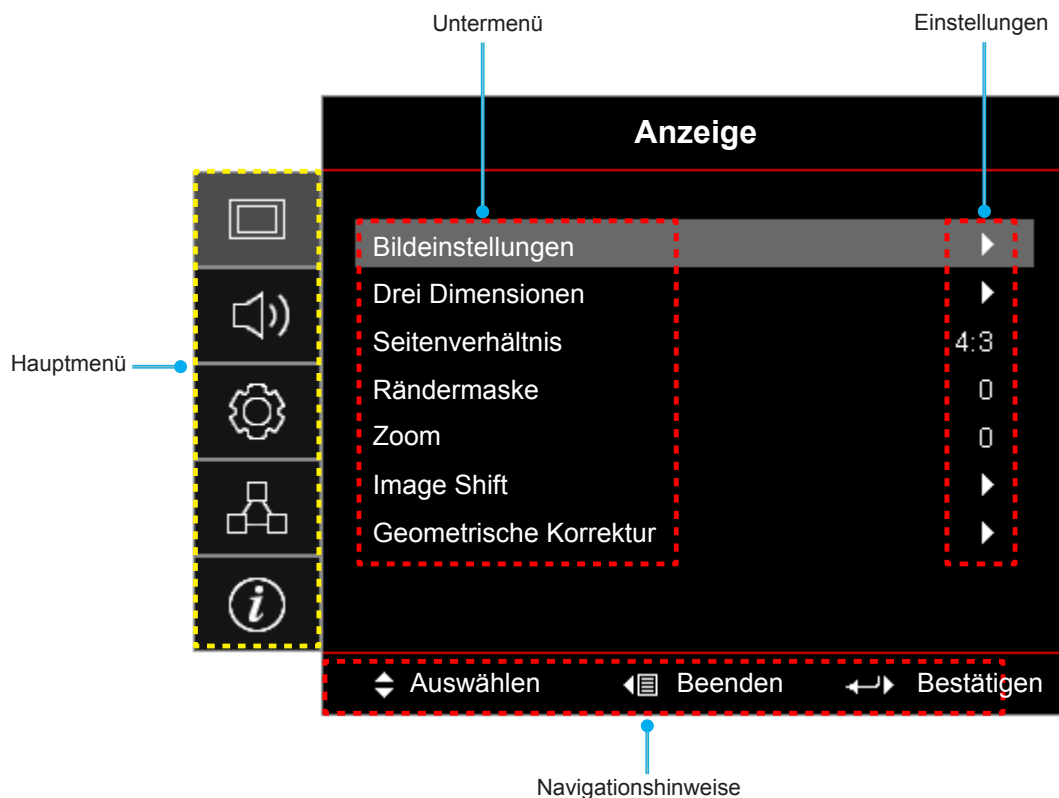 Untermenü
Einstellungen
Anzeige
Hauptmenü
Bildeinstellungen
Drei Dimensionen
Seitenverhältnis 4:3
Rändermaske 0
Zoom 0
Image Shift
Geometrische Korrektur
i
Auswählen Beenden Bestätigen
Navigationshinweise